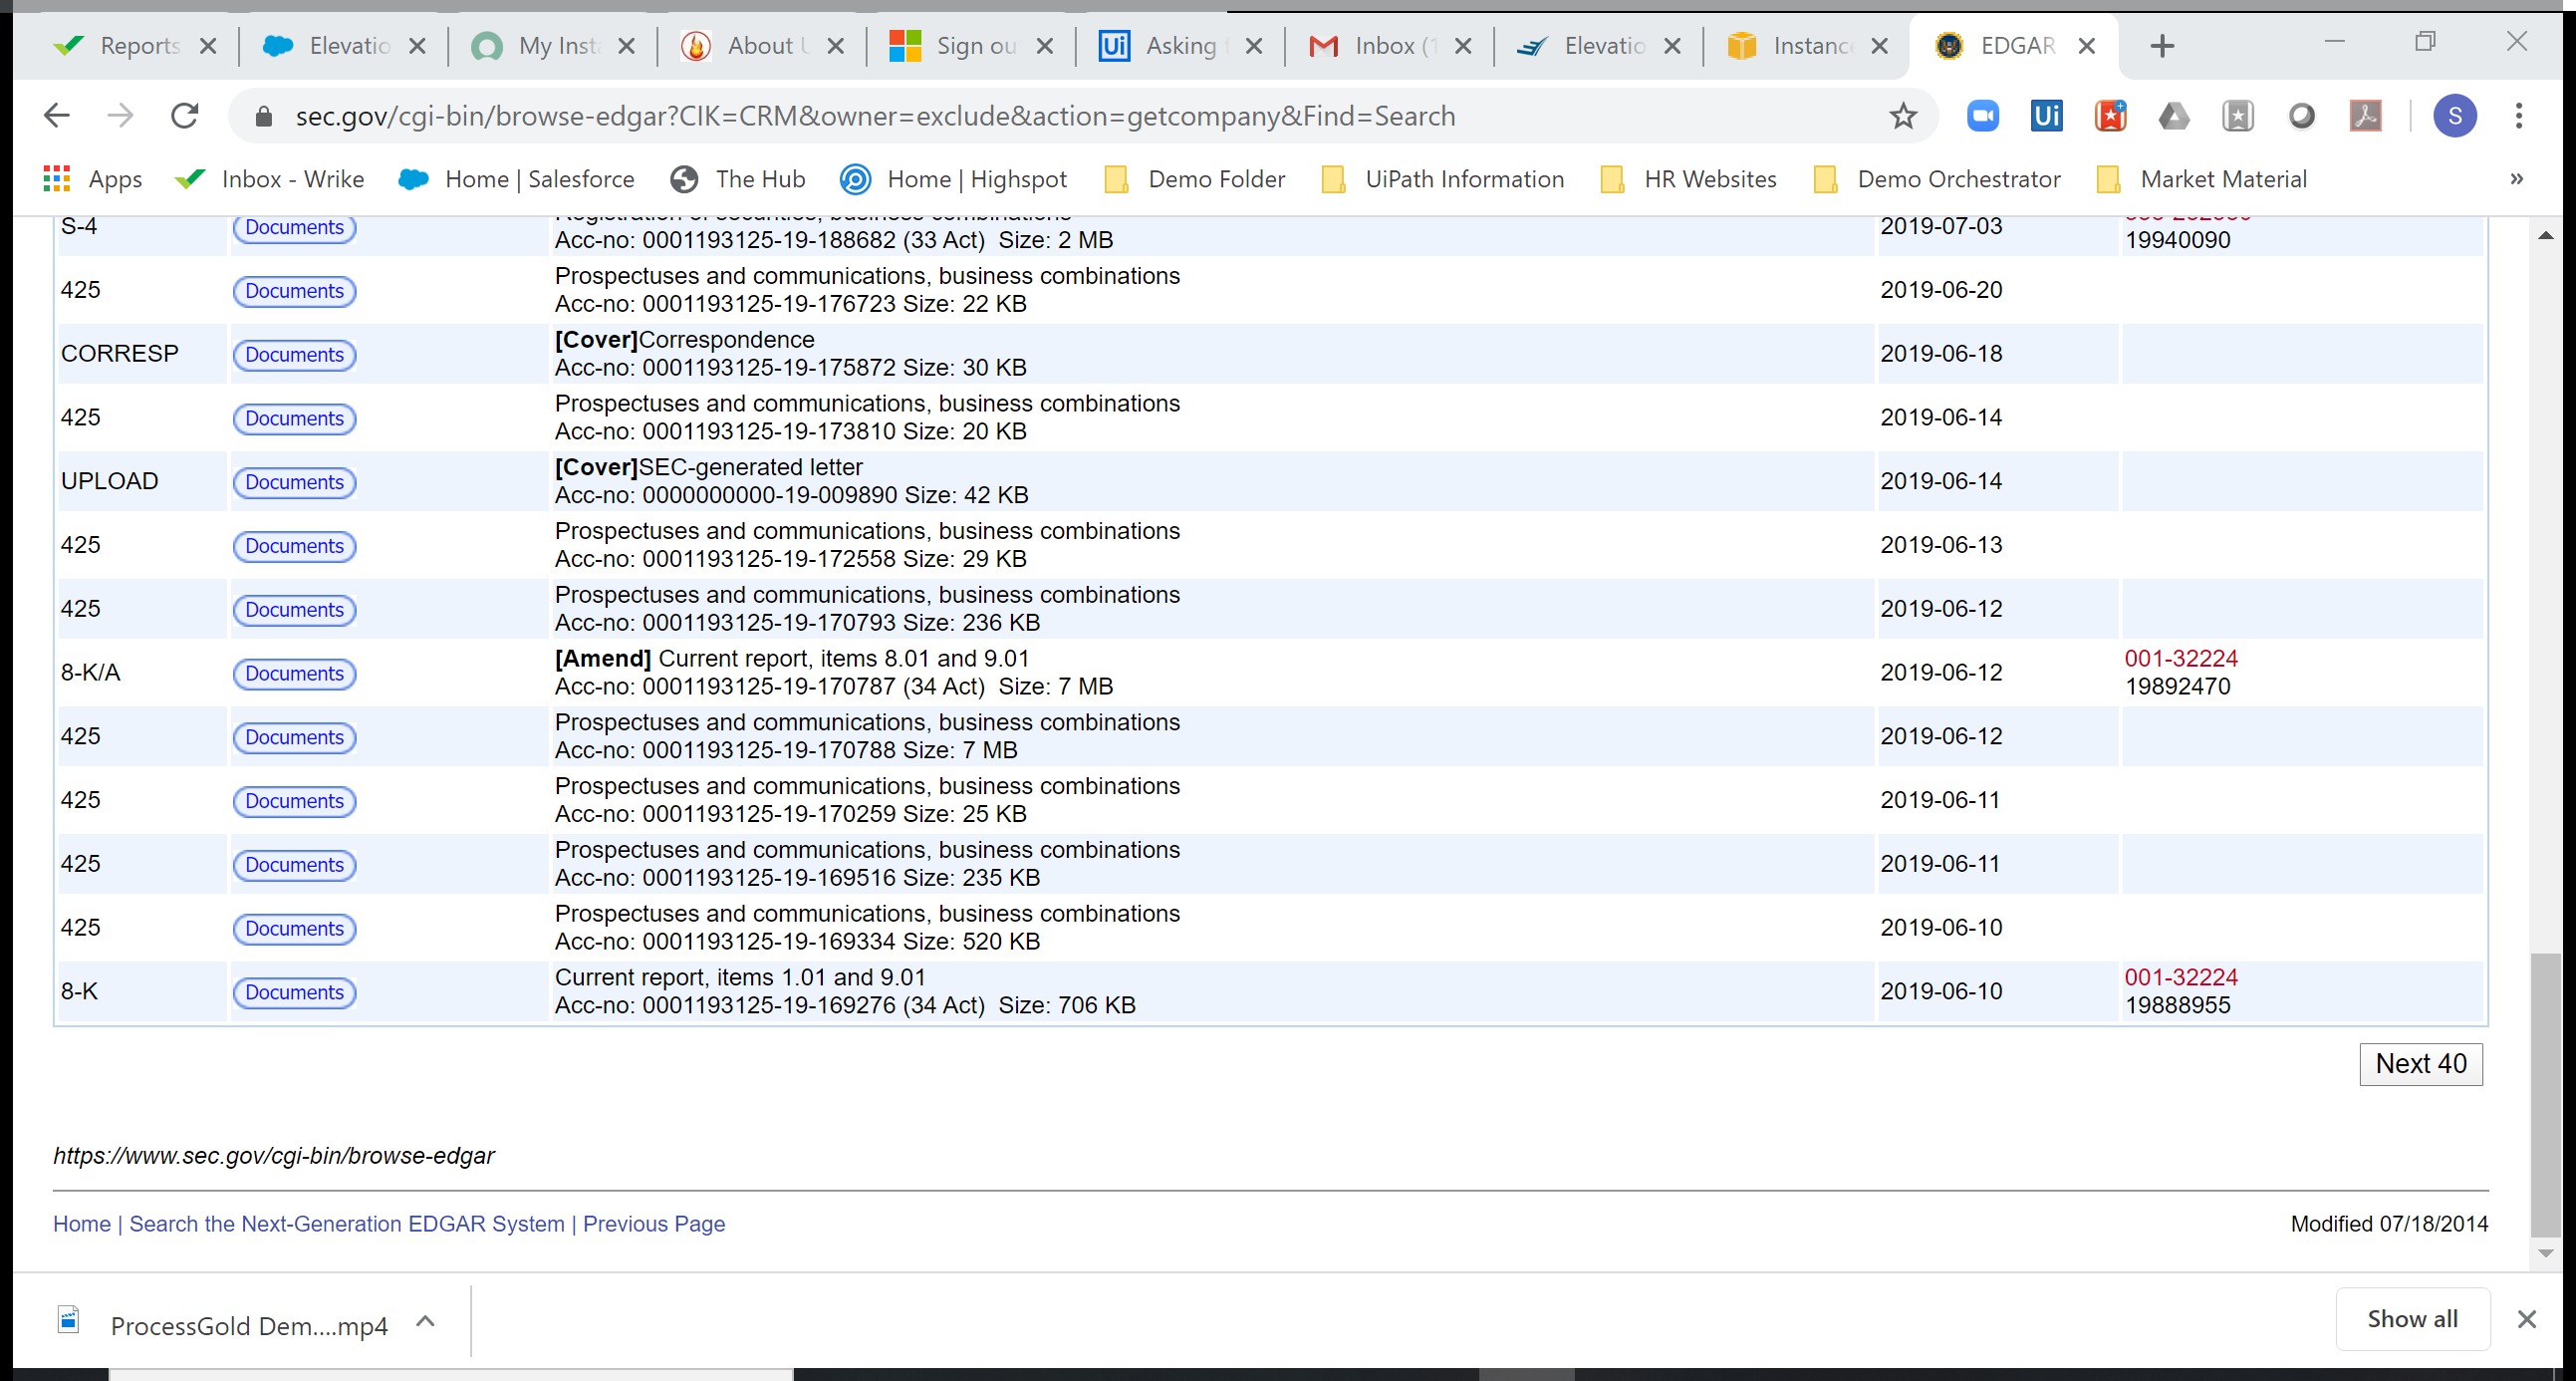 Reports
Elevatio
My Inst
About U
Sign ou
Asking
Inbox (1
Elevatio
Instance
EDGAR
sec.gov/cgi-bin/browse-edgar?CIK=CRM&owner=exclude&action=getcompany&Find=Search
Ui
S
Apps
Inbox - Wrike
Home | Salesforce
The Hub
Home | Highspot
Demo Folder
UiPath Information
HR Websites
Demo Orchestrator
Market Material
»
S-4 Documents Registration of securities, business combinations 2019-07-03
Acc-no: 0001193125-19-188682 (33 Act) Size: 2 MB 19940090
425 Documents Prospectuses and communications, business combinations 2019-06-20
Acc-no: 0001193125-19-176723 Size: 22 KB
CORRESP Documents [Cover]Correspondence 2019-06-18
Acc-no: 0001193125-19-175872 Size: 30 KB
425 Documents Prospectuses and communications, business combinations 2019-06-14
Acc-no: 0001193125-19-173810 Size: 20 KB
UPLOAD Documents [Cover]SEC-generated letter 2019-06-14
Acc-no: 0000000000-19-009890 Size: 42 KB
425 Documents Prospectuses and communications, business combinations 2019-06-13
Acc-no: 0001193125-19-172558 Size: 29 KB
425 Documents Prospectuses and communications, business combinations 2019-06-12
Acc-no: 0001193125-19-170793 Size: 236 KB
8-K/A Documents [Amend] Current report, items 8.01 and 9.01 2019-06-12 001-32224
Acc-no: 0001193125-19-170787 (34 Act) Size: 7 MB 19892470
425 Documents Prospectuses and communications, business combinations 2019-06-12
Acc-no: 0001193125-19-170788 Size: 7 MB
425 Documents Prospectuses and communications, business combinations 2019-06-11
Acc-no: 0001193125-19-170259 Size: 25 KB
425 Documents Prospectuses and communications, business combinations 2019-06-11
Acc-no: 0001193125-19-169516 Size: 235 KB
425 Documents Prospectuses and communications, business combinations 2019-06-10
Acc-no: 0001193125-19-169334 Size: 520 KB
8-K Documents Current report, items 1.01 and 9.01 2019-06-10 001-32224
Acc-no: 0001193125-19-169276 (34 Act) Size: 706 KB 19888955
Next 40
https://www.sec.gov/cgi-bin/browse-edgar
Home | Search the Next-Generation EDGAR System | Previous Page Modified 07/18/2014
ProcessGold Dem....mp4
Show all